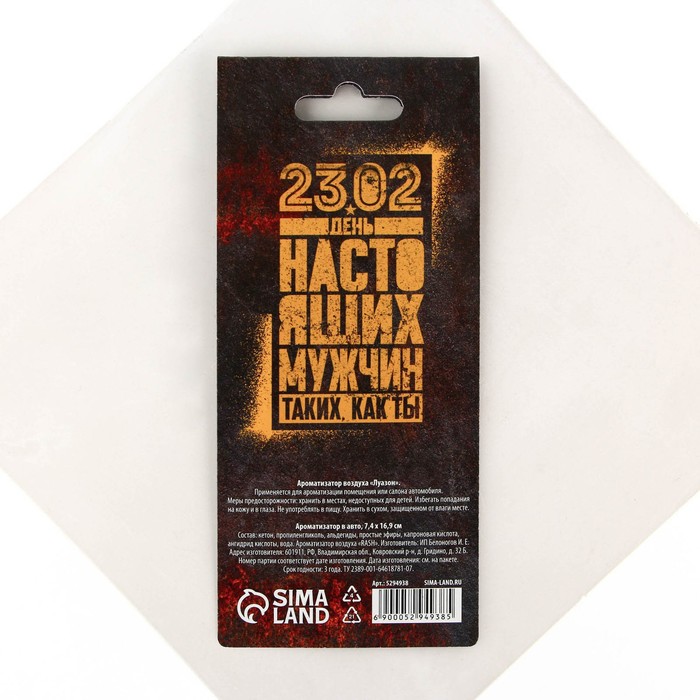 23.02
ДЕНЬ
НАСТО
ЯЩИХ
МУЖЧИН
ТАКИХ, КАК ТЫ
Ароматизатор воздуха «Луазон».
Применяется для ароматизации помещения или салона автомобиля.
Меры предосторожности: хранить в местах, недоступных для детей. Избегать попадания
на кожу и в глаза. Не употреблять в пищу. Хранить в сухом, защищенном от влаги месте.
Ароматизатор в авто, 7,4 х 16,9 см
Состав: кетон, пропиленгликоль, альдегиды, простые эфиры, капроновая кислота,
ангидрид кислоты, вода. Ароматизатор воздуха «RASH». Изготовитель: ИП Белоногов И. Е.
Адрес изготовителя: 601911, РФ, Владимирская обл., Ковровский р-н, д. Гридино, д. 32 Б.
Номер партии соответствует дате изготовления. Дата изготовления: см. на пакете.
Срок годности: 3 года. ТУ 2389-001-64618781-07.
Арт.: 5294938 SIMA-LAND.RU
SIMA
LAND
4
21
6 900052 949385